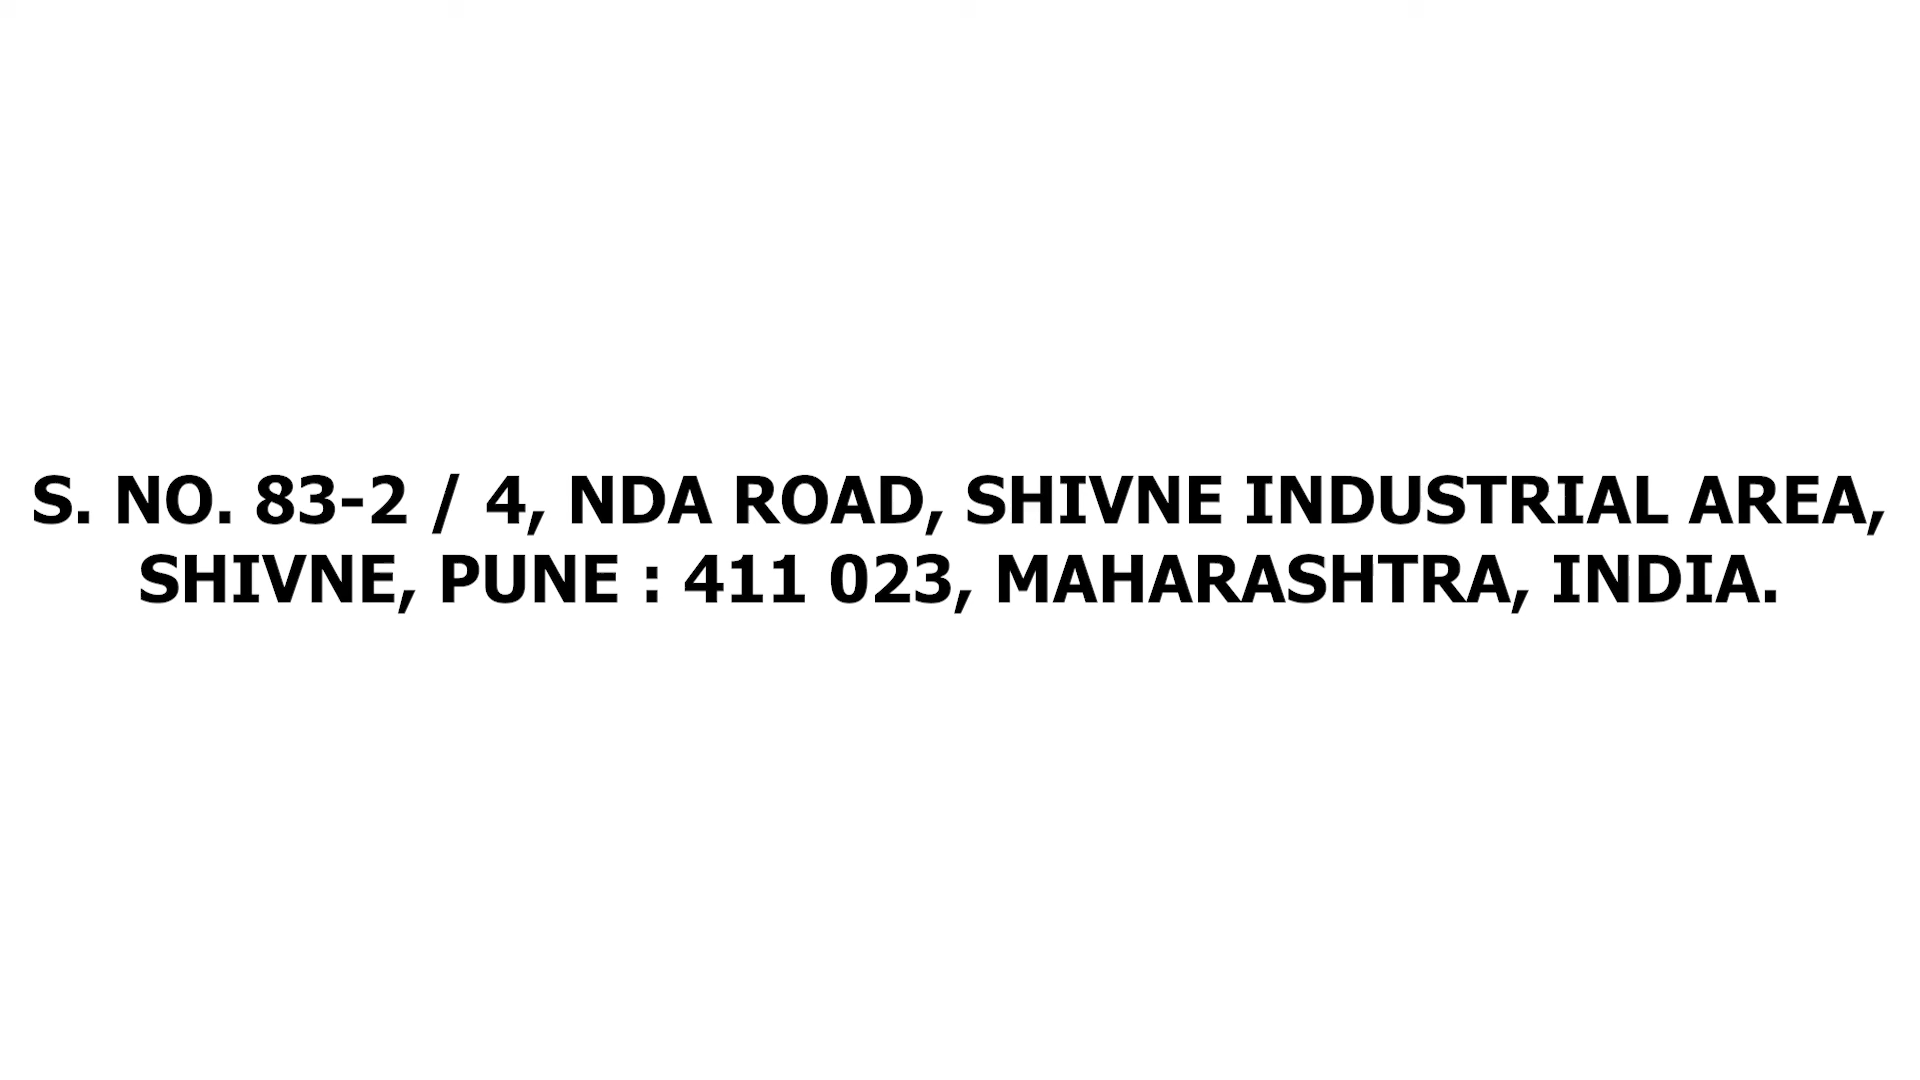 S. NO. 83-2 / 4, NDA ROAD, SHIVNE INDUSTRIAL AREA,
SHIVNE, PUNE : 411 023, MAHARASHTRA, INDIA.